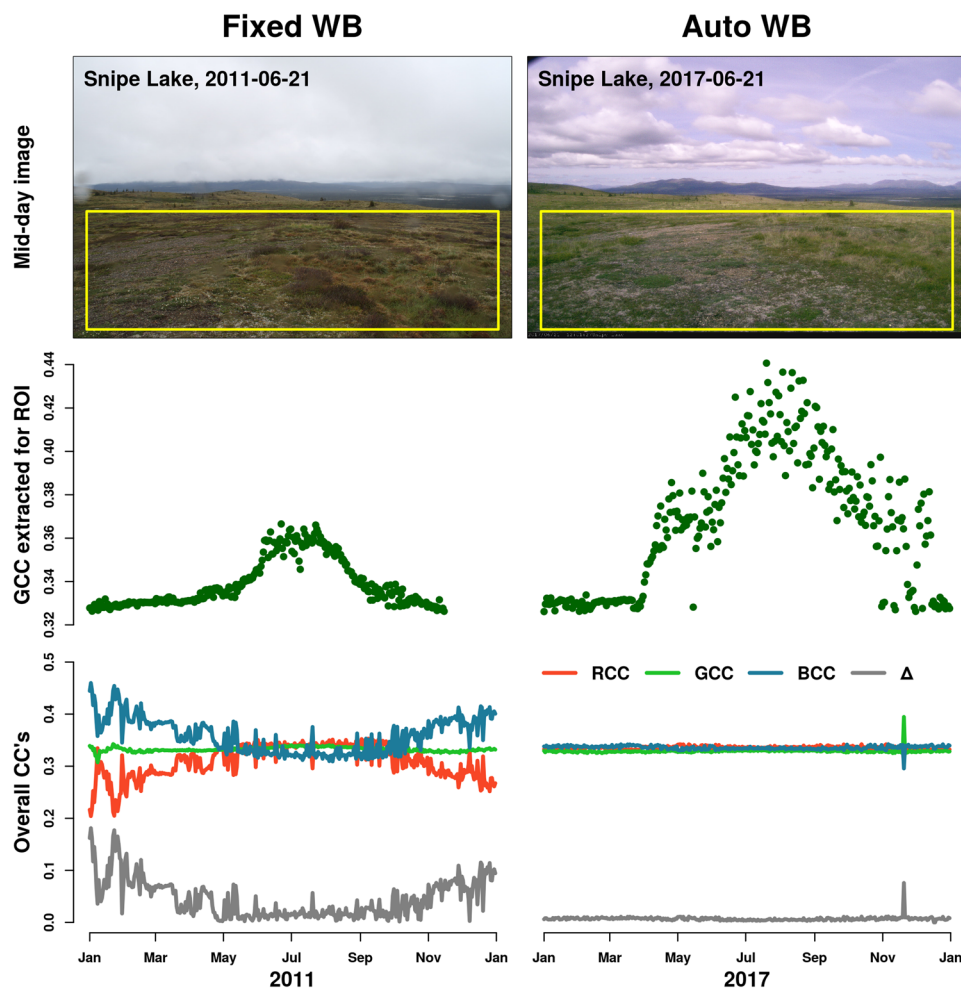 Fixed WB
Auto WB
Mid-day image
Snipe Lake, 2011-06-21
Snipe Lake, 2017-06-21
GCC extracted for ROI
0.44
0.42
0.40
0.38
0.36
0.34
0.32
Overall CC's
0.5
0.4
0.3
0.2
0.1
0.0
RCC GCC BCC Δ
Jan Mar May Jul Sep Nov Jan
2011
Jan Mar May Jul Sep Nov Jan
2017